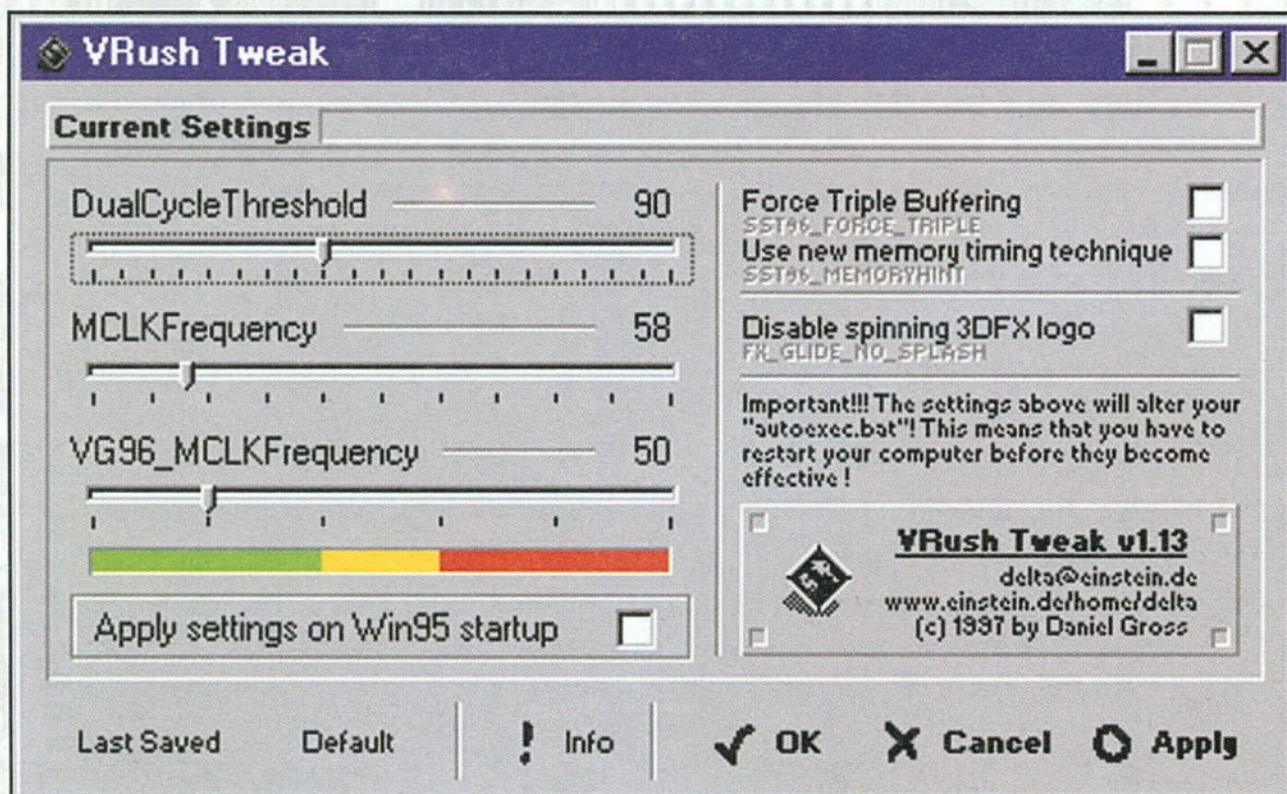 VRush Tweak
Current Settings
DualCycleThreshold 90
MCLKFrequency 58
VG96_MCLKFrequency 50
Apply settings on Win95 startup
Force Triple Buffering
SST96_FORCE_TRIPLE
Use new memory timing technique
SST96_MEMORYHINT
Disable spinning 3DFX logo
FX_GLIDE_NO_SPLASH
Important!!! The settings above will alter your
"autoexec.bat"! This means that you have to
restart your computer before they become
effective !
VRush Tweak v1.13
delta@einstein.de
www.einstein.de/home/delta
(c) 1997 by Daniel Gross
Last Saved Default ! Info OK Cancel Apply